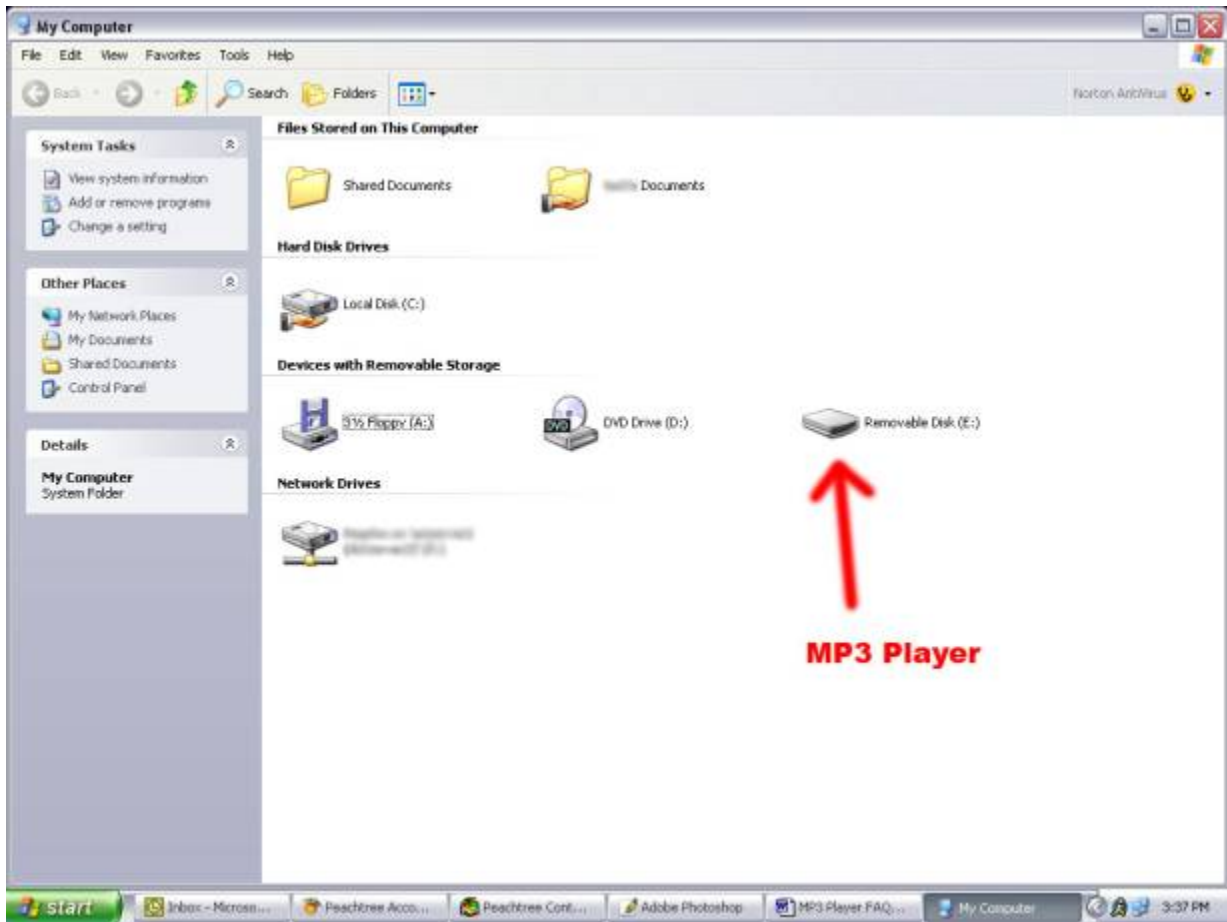 My Computer
File Edit View Favorites Tools Help
Back Search Folders Norton AntiVirus
System Tasks
View system information
Add or remove programs
Change a setting
Other Places
My Network Places
My Documents
Shared Documents
Control Panel
Details
My Computer
System Folder
Files Stored on This Computer
Shared Documents
Documents
Hard Disk Drives
Local Disk (C:)
Devices with Removable Storage
3½ Floppy (A:)
DVD
DVD Drive (D:)
Removable Disk (E:)
Network Drives
MP3 Player
start Inbox - Microso... Peachtree Acco... Peachtree Cont... Adobe Photoshop MP3 Player FAQ... My Computer 3:37 PM